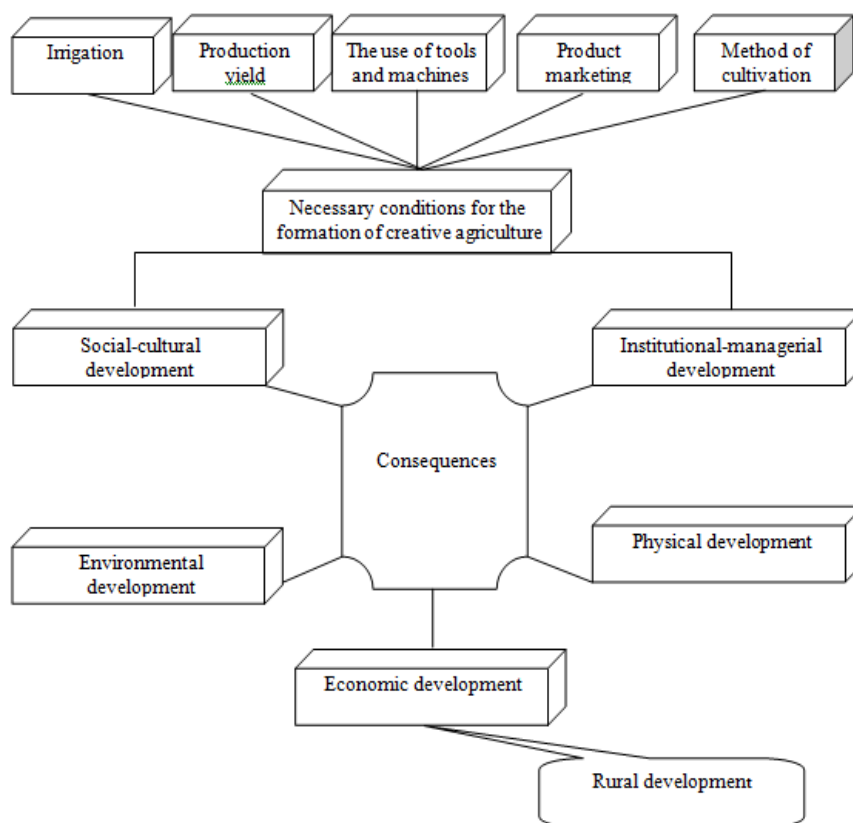 Irrigation
Production
yield
The use of tools
and machines
Product
marketing
Method of
cultivation
Necessary conditions for the
formation of creative agriculture
Social-cultural
development
Institutional-managerial
development
Consequences
Environmental
development
Physical development
Economic development
Rural development